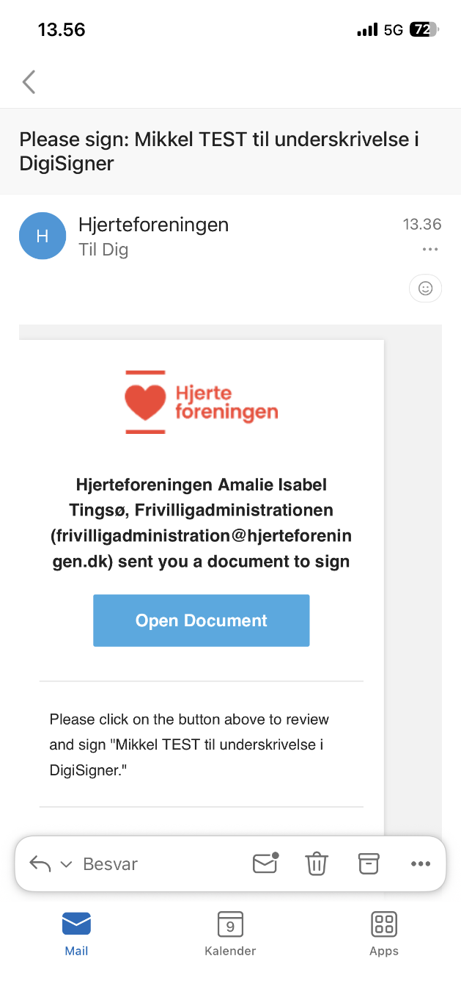 13.56
5G 72
Please sign: Mikkel TEST til underskrivelse i
DigiSigner
H
Hjerteforeningen
13.36
Til Dig
Hjerte
foreningen
Hjerteforeningen Amalie Isabel
Tingsø, Frivilligadministrationen
(frivilligadministration@hjerteforenin
gen.dk) sent you a document to sign
Open Document
Please click on the button above to review
and sign "Mikkel TEST til underskrivelse i
DigiSigner."
Besvar
9
Mail
Kalender
Apps